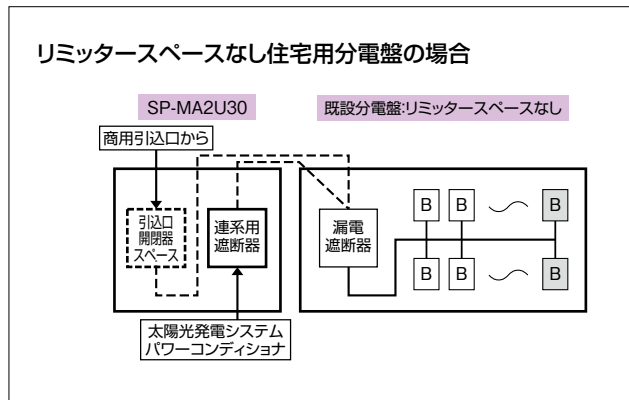 リミッタースペースなし住宅用分電盤の場合
SP-MA2U30
既設分電盤:リミッタースペースなし
商用引込口から
引込口
開閉器
スペース
連系用
遮断器
漏電
遮断器
B
B
B
B
B
B
太陽光発電システム
パワーコンディショナ